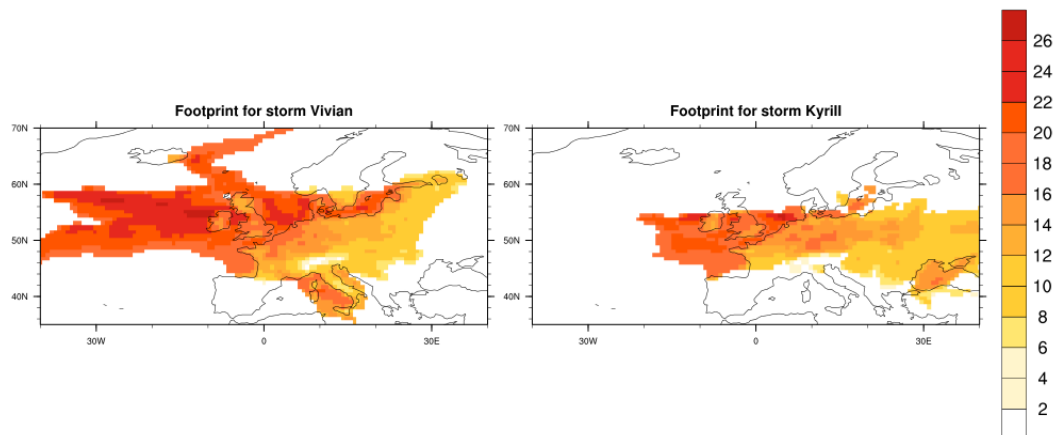 Footprint for storm Vivian
70N
60N
50N
40N
30W
0
30E
Footprint for storm Kyrill
70N
60N
50N
40N
30W
0
30E
26
24
22
20
18
16
14
12
10
8
6
4
2